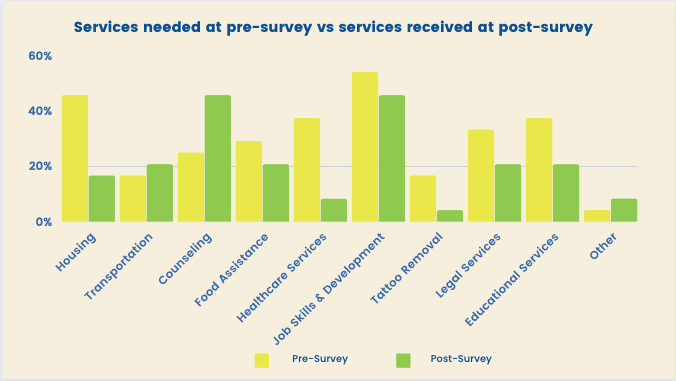 Services needed at pre-survey vs services received at post-survey
60%
40%
20%
0%
Housing
Transportation
Counseling
Food Assistance
Healthcare Services
Job Skills & Development
Tattoo Removal
Legal Services
Educational Services
Other
Pre-Survey
Post-Survey